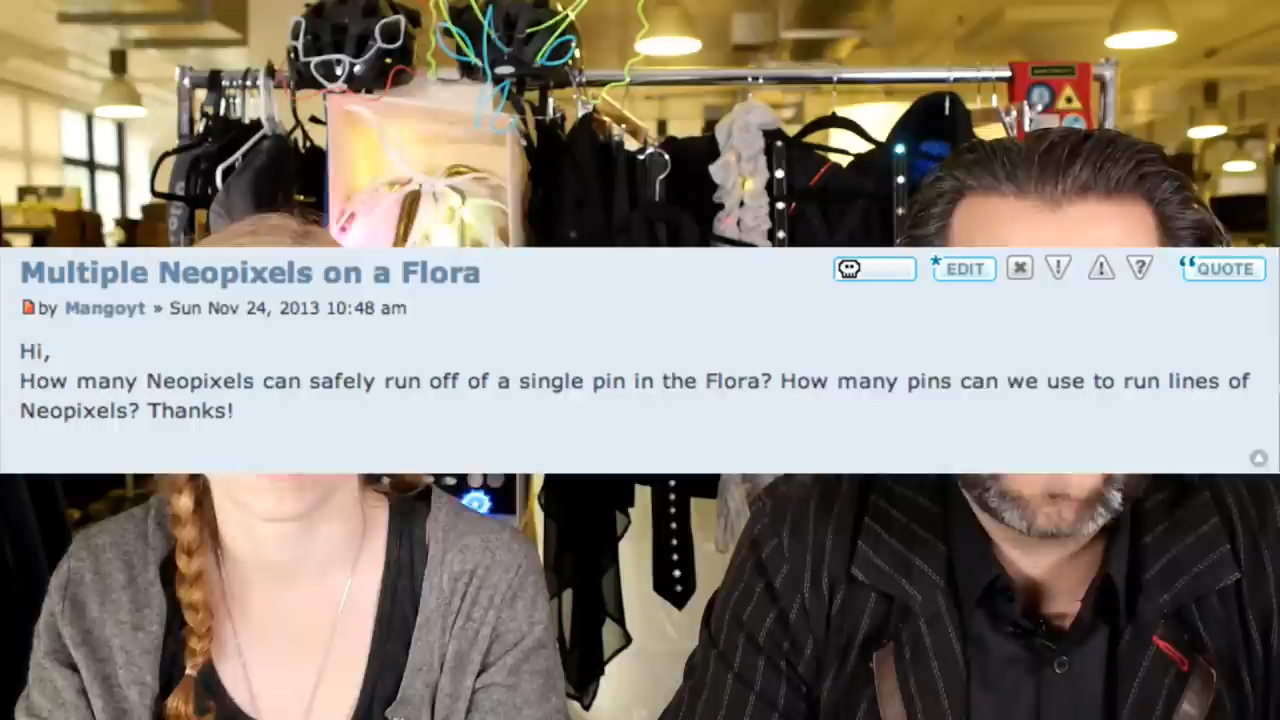 Multiple Neopixels on a Flora
EDIT
QUOTE
by Mangoyt » Sun Nov 24, 2013 10:48 am
Hi,
How many Neopixels can safely run off of a single pin in the Flora? How many pins can we use to run lines of
Neopixels? Thanks!